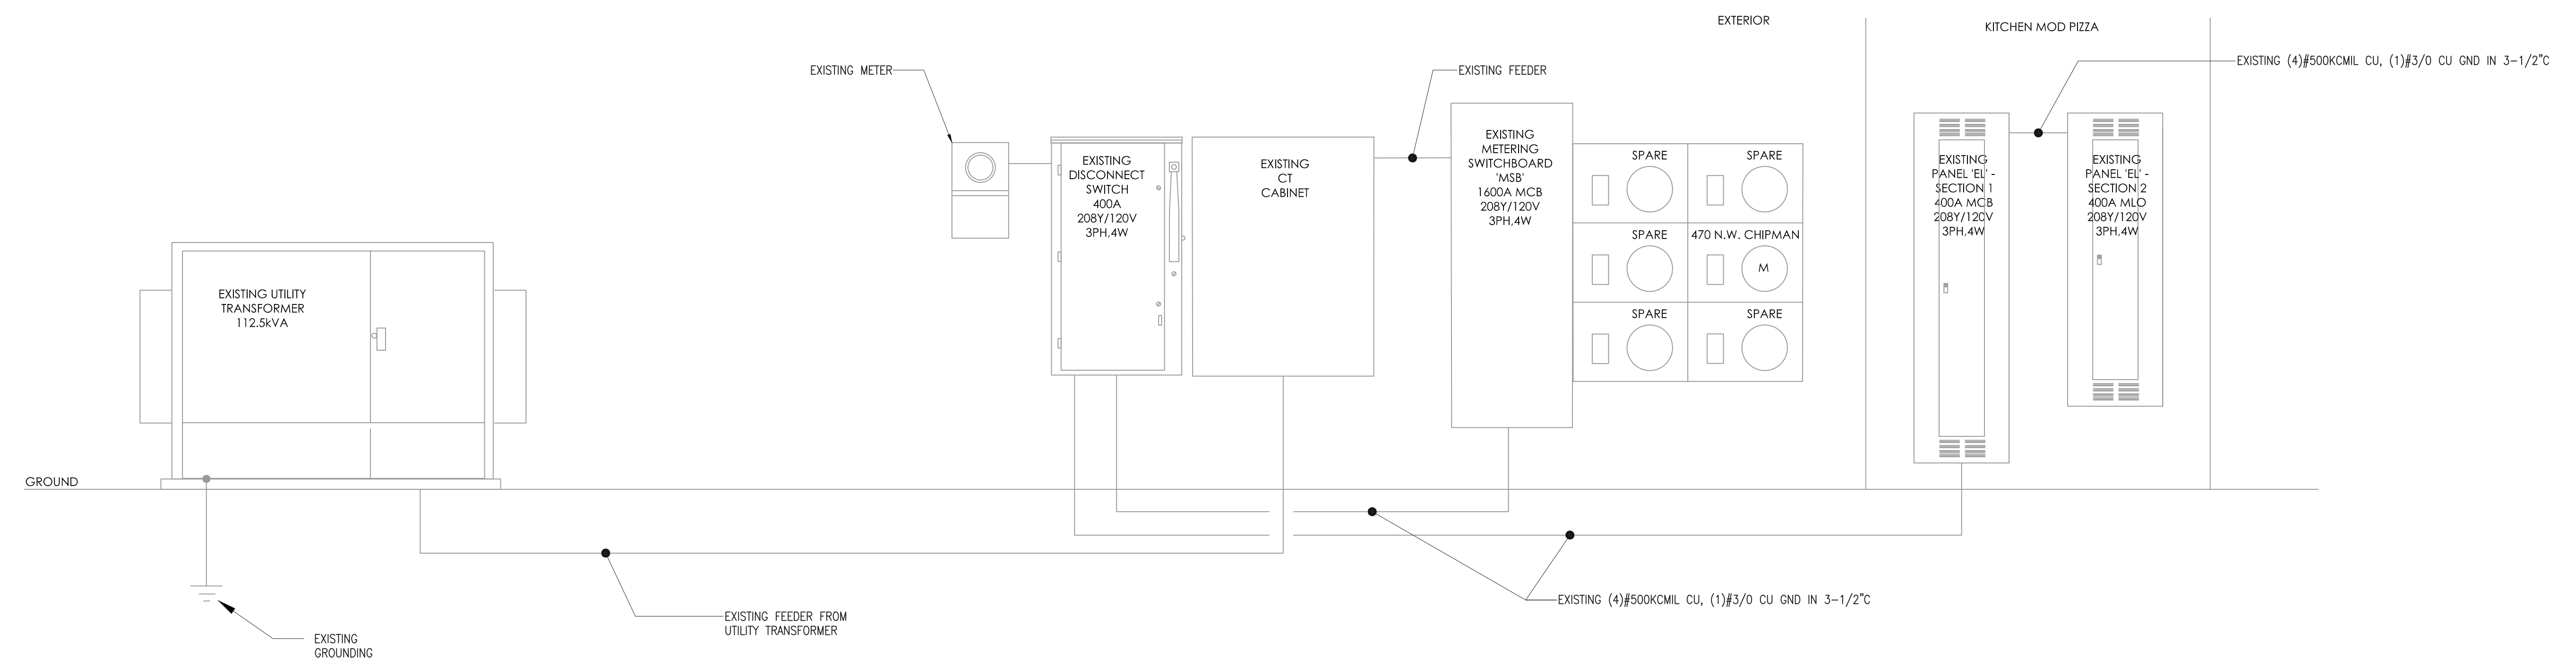 EXTERIOR
KITCHEN MOD PIZZA
EXISTING (4)#500KCMIL CU, (1)#3/0 CU GND IN 3-1/2"C
EXISTING METER
EXISTING FEEDER
EXISTING
DISCONNECT
SWITCH
400A
208Y/120V
3PH,4W
EXISTING
CT
CABINET
EXISTING
METERING
SWITCHBOARD
'MSB'
1600A MCB
208Y/120V
3PH,4W
SPARE
SPARE
SPARE
470 N.W. CHIPMAN
M
SPARE
SPARE
EXISTING
PANEL 'EL' -
SECTION 1
400A MCB
208Y/120V
3PH,4W
EXISTING
PANEL 'EL' -
SECTION 2
400A MLO
208Y/120V
3PH,4W
EXISTING UTILITY
TRANSFORMER
112.5kVA
GROUND
EXISTING (4)#500KCMIL CU, (1)#3/0 CU GND IN 3-1/2"C
EXISTING FEEDER FROM
UTILITY TRANSFORMER
EXISTING
GROUNDING